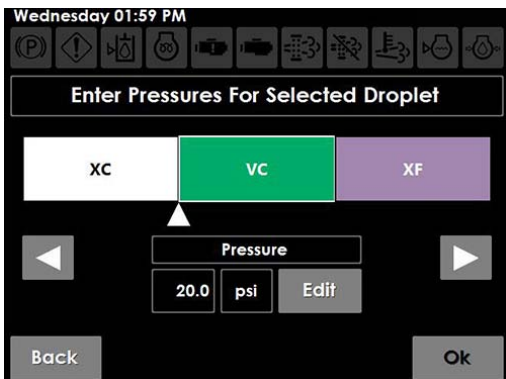 Wednesday 01:59 PM
(P)
Enter Pressures For Selected Droplet
XC VC XF
Pressure
20.0 psi Edit
Back Ok